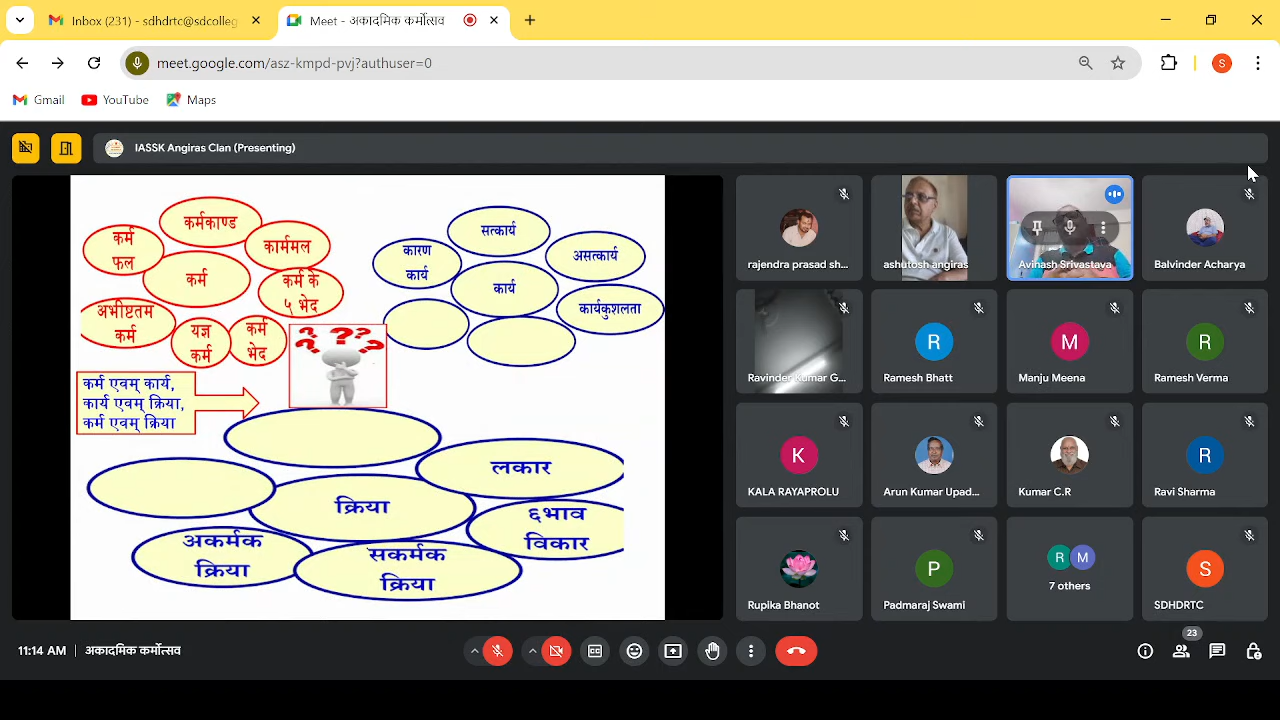 Inbox (231) - sdhdrtc@sdcolleg
Meet - अकादमिक कर्मोत्सव
meet.google.com/asz-kmpd-pvj?authuser=0
Gmail
YouTube
Maps
IASSK Angiras Clan (Presenting)
कर्मकाण्ड
कर्म
फल
कार्ममल
कर्म
कर्म के
५ भेद
अभीष्टतम
कर्म
यज्ञ
कर्म
कर्म
भेद
सत्कार्य
कारण
कार्य
असत्कार्य
कार्य
कार्यकुशलता
? ? ? ? ?
कर्म एवम् कार्य,
कार्य एवम् क्रिया,
कर्म एवम् क्रिया
लकार
क्रिया
६भाव
विकार
अकर्मक
क्रिया
सकर्मक
क्रिया
rajendra prasad sh...
ashutosh angiras
Avinash Srivastava
Balvinder Acharya
Ravinder Kumar G...
R
Ramesh Bhatt
M
Manju Meena
R
Ramesh Verma
K
KALA RAYAPROLU
Arun Kumar Upad...
Kumar C.R
R
Ravi Sharma
Rupika Bhanot
P
Padmaraj Swami
R M
7 others
S
SDHDRTC
11:14 AM | अकादमिक कर्मोत्सव
23